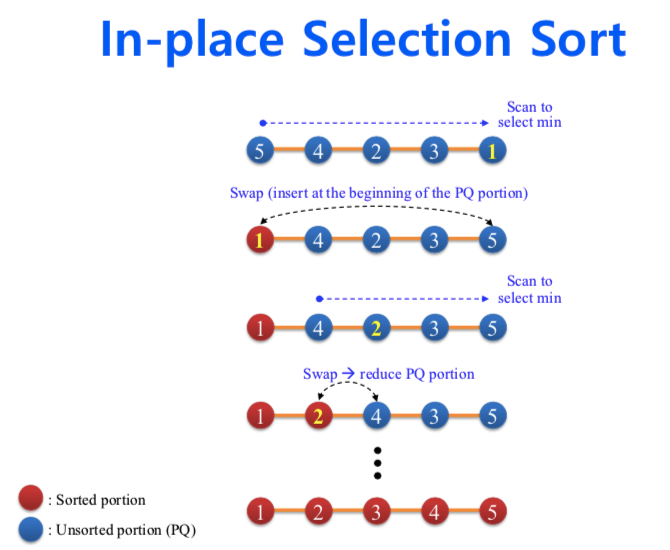 In-place Selection Sort
Scan to
select min
5 4 2 3 1
Swap (insert at the beginning of the PQ portion)
1 4 2 3 5
Scan to
select min
1 4 2 3 5
Swap → reduce PQ portion
1 2 4 3 5
1 2 3 4 5
: Sorted portion
: Unsorted portion (PQ)